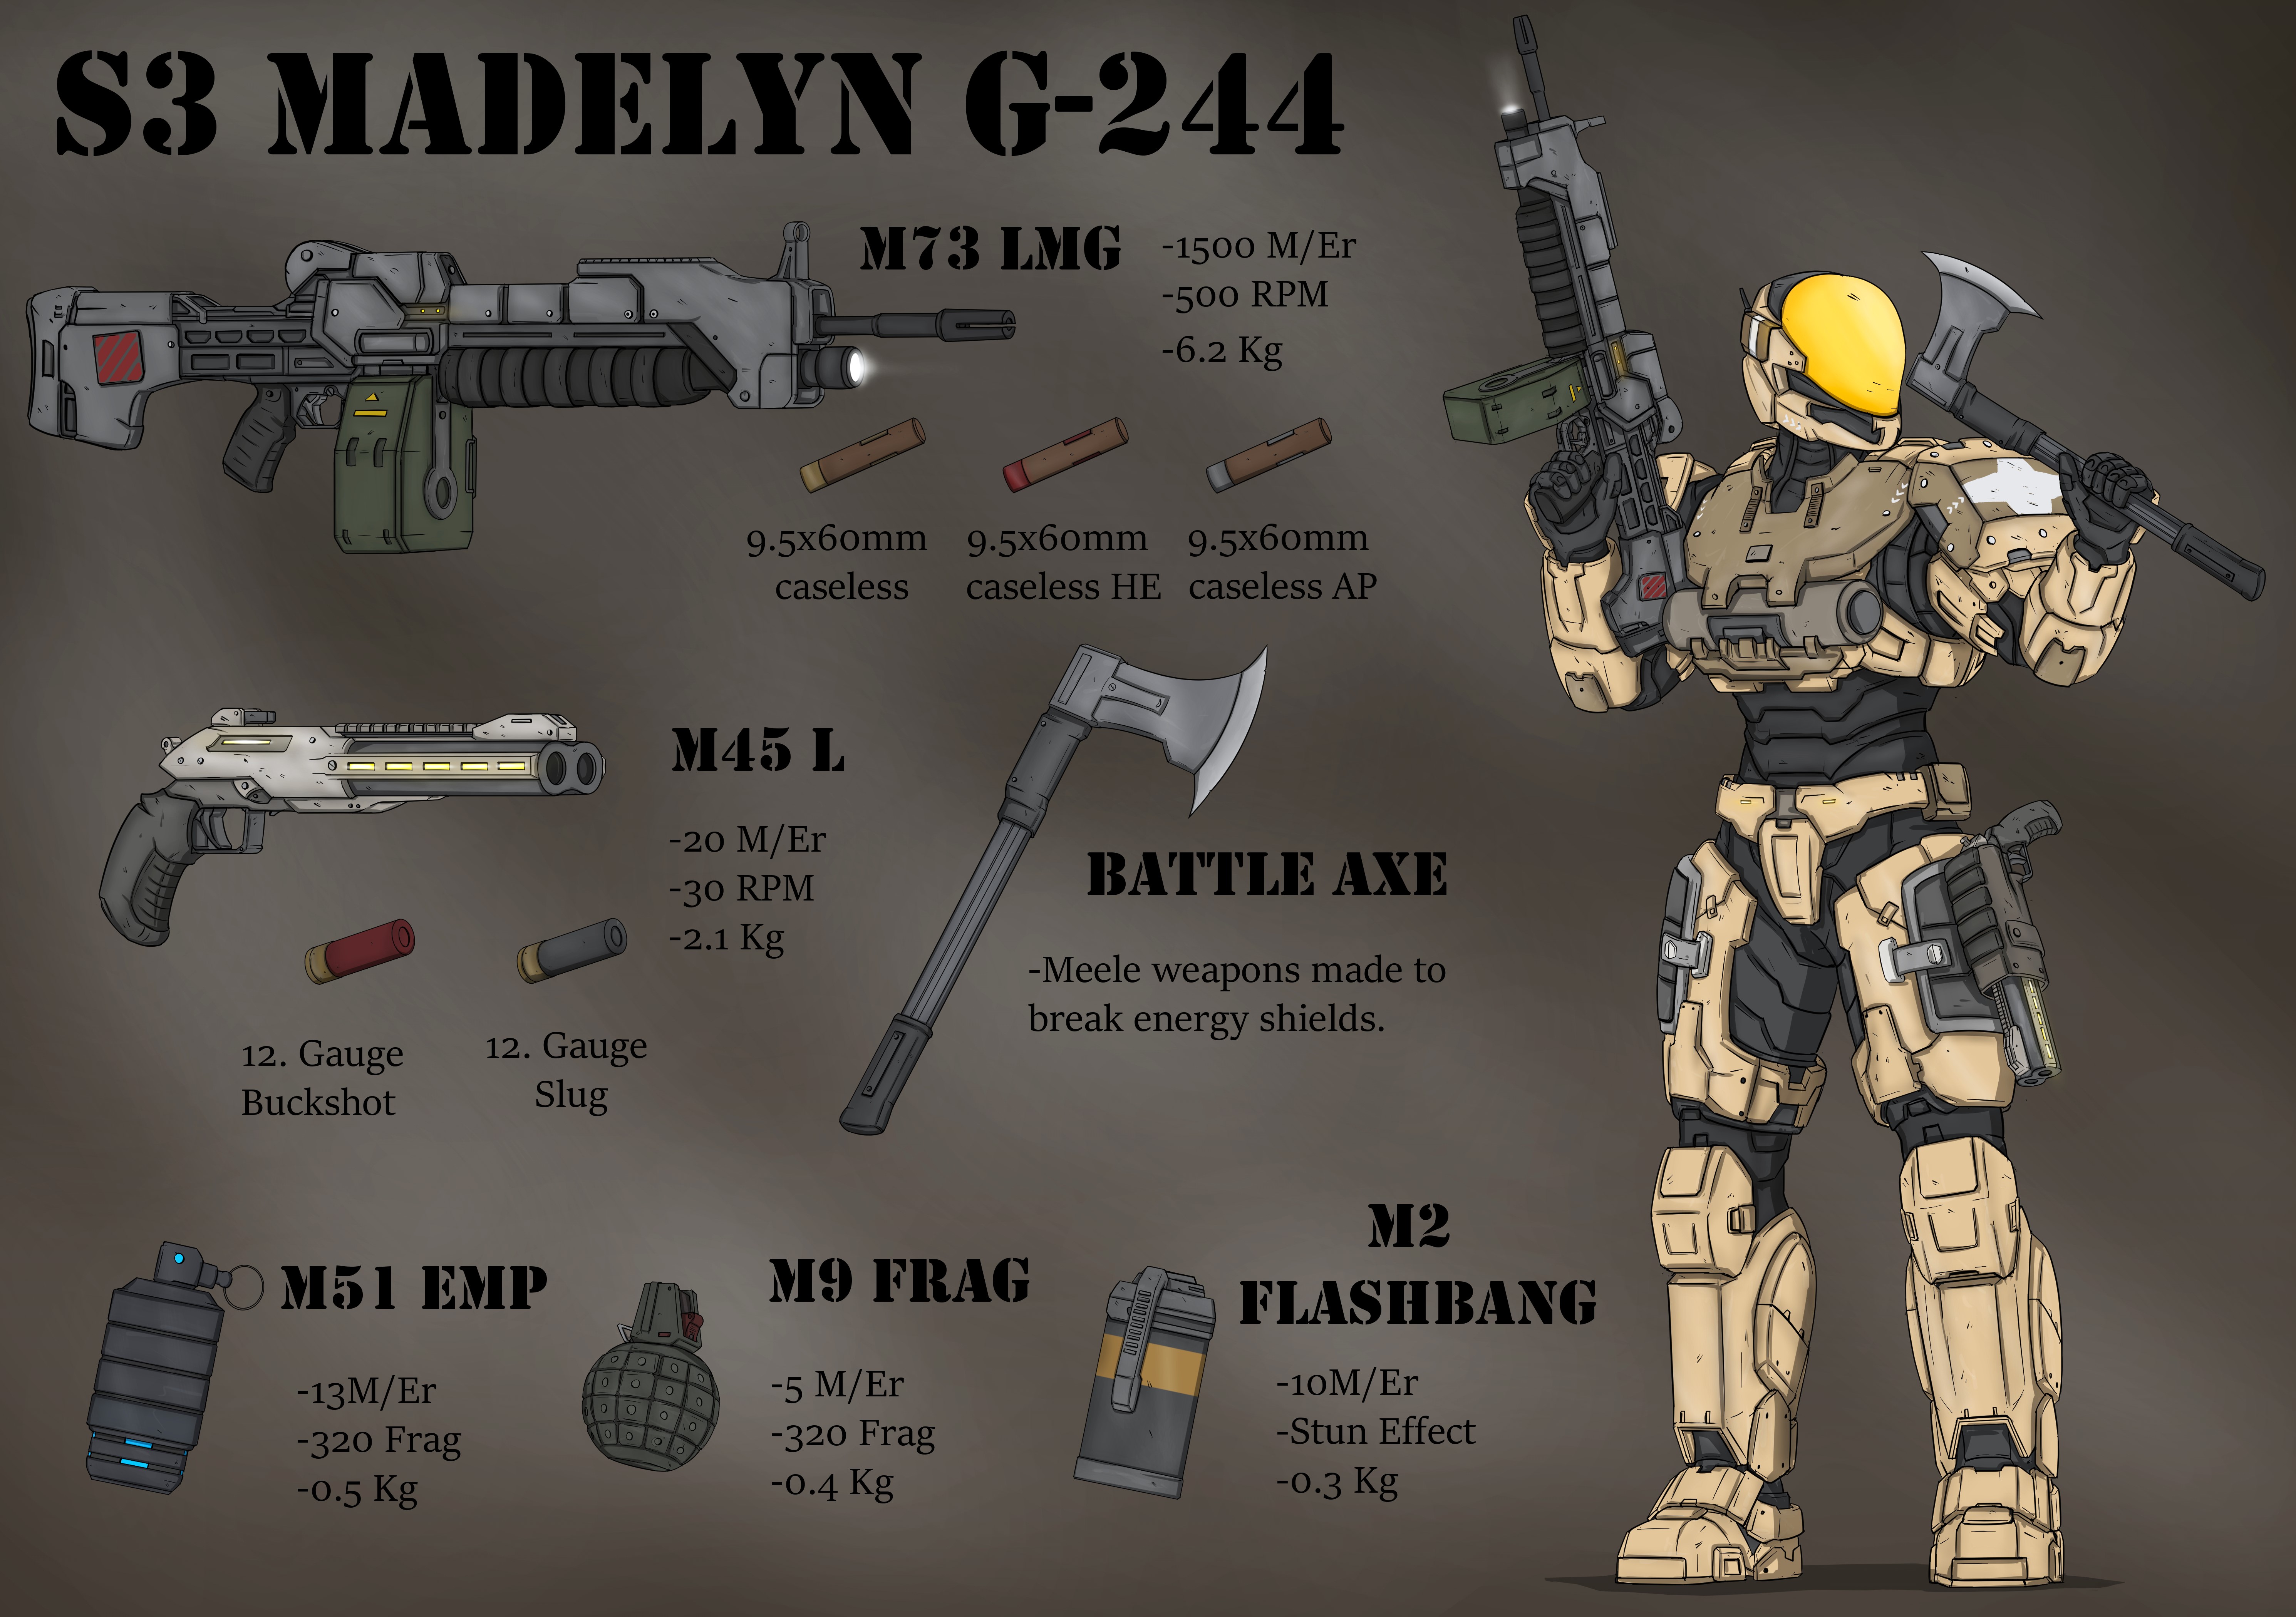 S3 MADELYN G-244
M73 LMG
-1500 M/Er
-500 RPM
-6.2 Kg
9.5x60mm
caseless
9.5x60mm
caseless HE
9.5x60mm
caseless AP
M45 L
-20 M/Er
-30 RPM
-2.1 Kg
12. Gauge
Buckshot
12. Gauge
Slug
BATTLE AXE
-Meele weapons made to
break energy shields.
M51 EMP
-13M/Er
-320 Frag
-0.5 Kg
M9 FRAG
-5 M/Er
-320 Frag
-0.4 Kg
M2
FLASHBANG
-10M/Er
-Stun Effect
-0.3 Kg